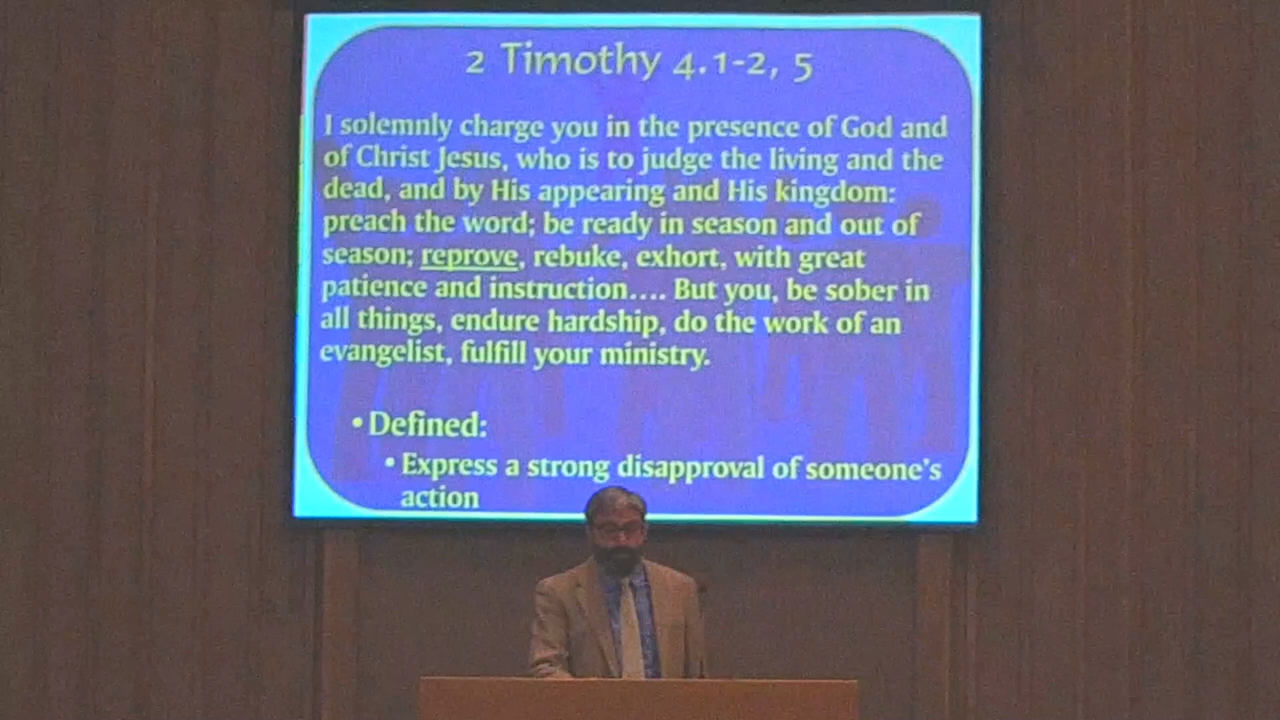 2 Timothy 4.1-2, 5
I solemnly charge you in the presence of God and
of Christ Jesus, who is to judge the living and the
dead, and by His appearing and His kingdom:
preach the word; be ready in season and out of
season; reprove, rebuke, exhort, with great
patience and instruction.... But you, be sober in
all things, endure hardship, do the work of an
evangelist, fulfill your ministry.
• Defined:
• Express a strong disapproval of someone's
action